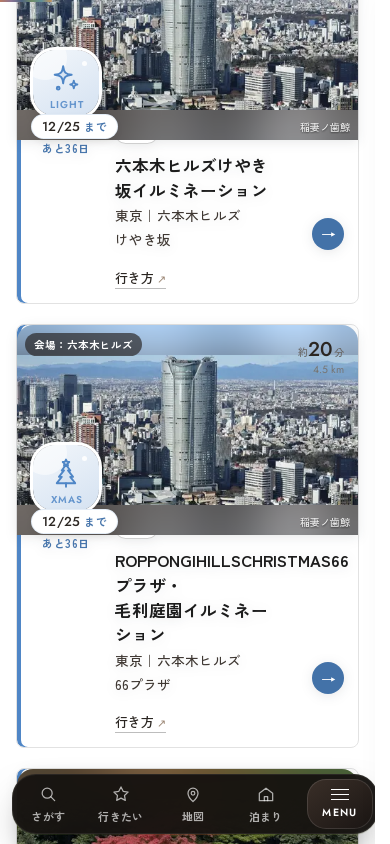 LIGHT
12/25 まで
稲妻ノ歯鯨
あと36日
六本木ヒルズけやき
坂イルミネーション
東京｜六本木ヒルズ
けやき坂
→
行き方 ↗
会場：六本木ヒルズ
約20分
4.5 km
XMAS
12/25 まで
稲妻ノ歯鯨
あと36日
ROPPONGIHILLSCHRISTMAS66
プラザ・
毛利庭園イルミネー
ション
東京｜六本木ヒルズ
66プラザ
→
行き方 ↗
さがす
行きたい
地図
泊まり
MENU